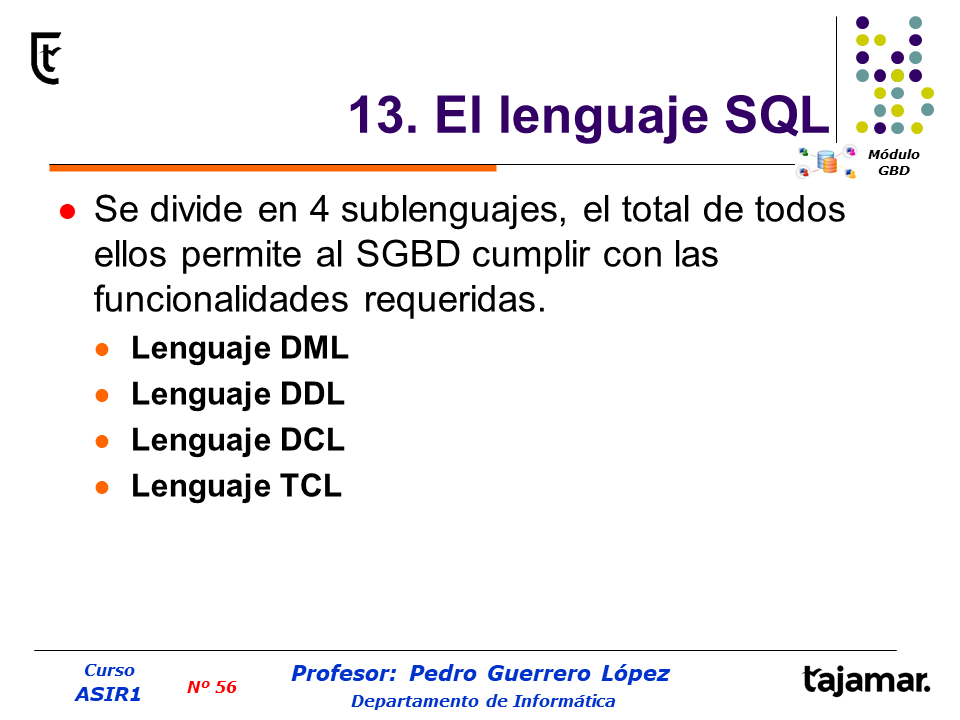 13. El lenguaje SQL
Módulo
GBD
Se divide en 4 sublenguajes, el total de todos
ellos permite al SGBD cumplir con las
funcionalidades requeridas.
Lenguaje DML
Lenguaje DDL
Lenguaje DCL
Lenguaje TCL
Curso
ASIR1
Nº 56
Profesor: Pedro Guerrero López
Departamento de Informática
tajamar.